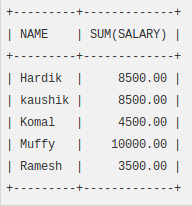 +---------+--------------+
| NAME    | SUM(SALARY) |
+---------+--------------+
| Hardik  |     8500.00 |
| kaushik |     8500.00 |
| Komal   |     4500.00 |
| Muffy   |    10000.00 |
| Ramesh  |     3500.00 |
+---------+--------------+